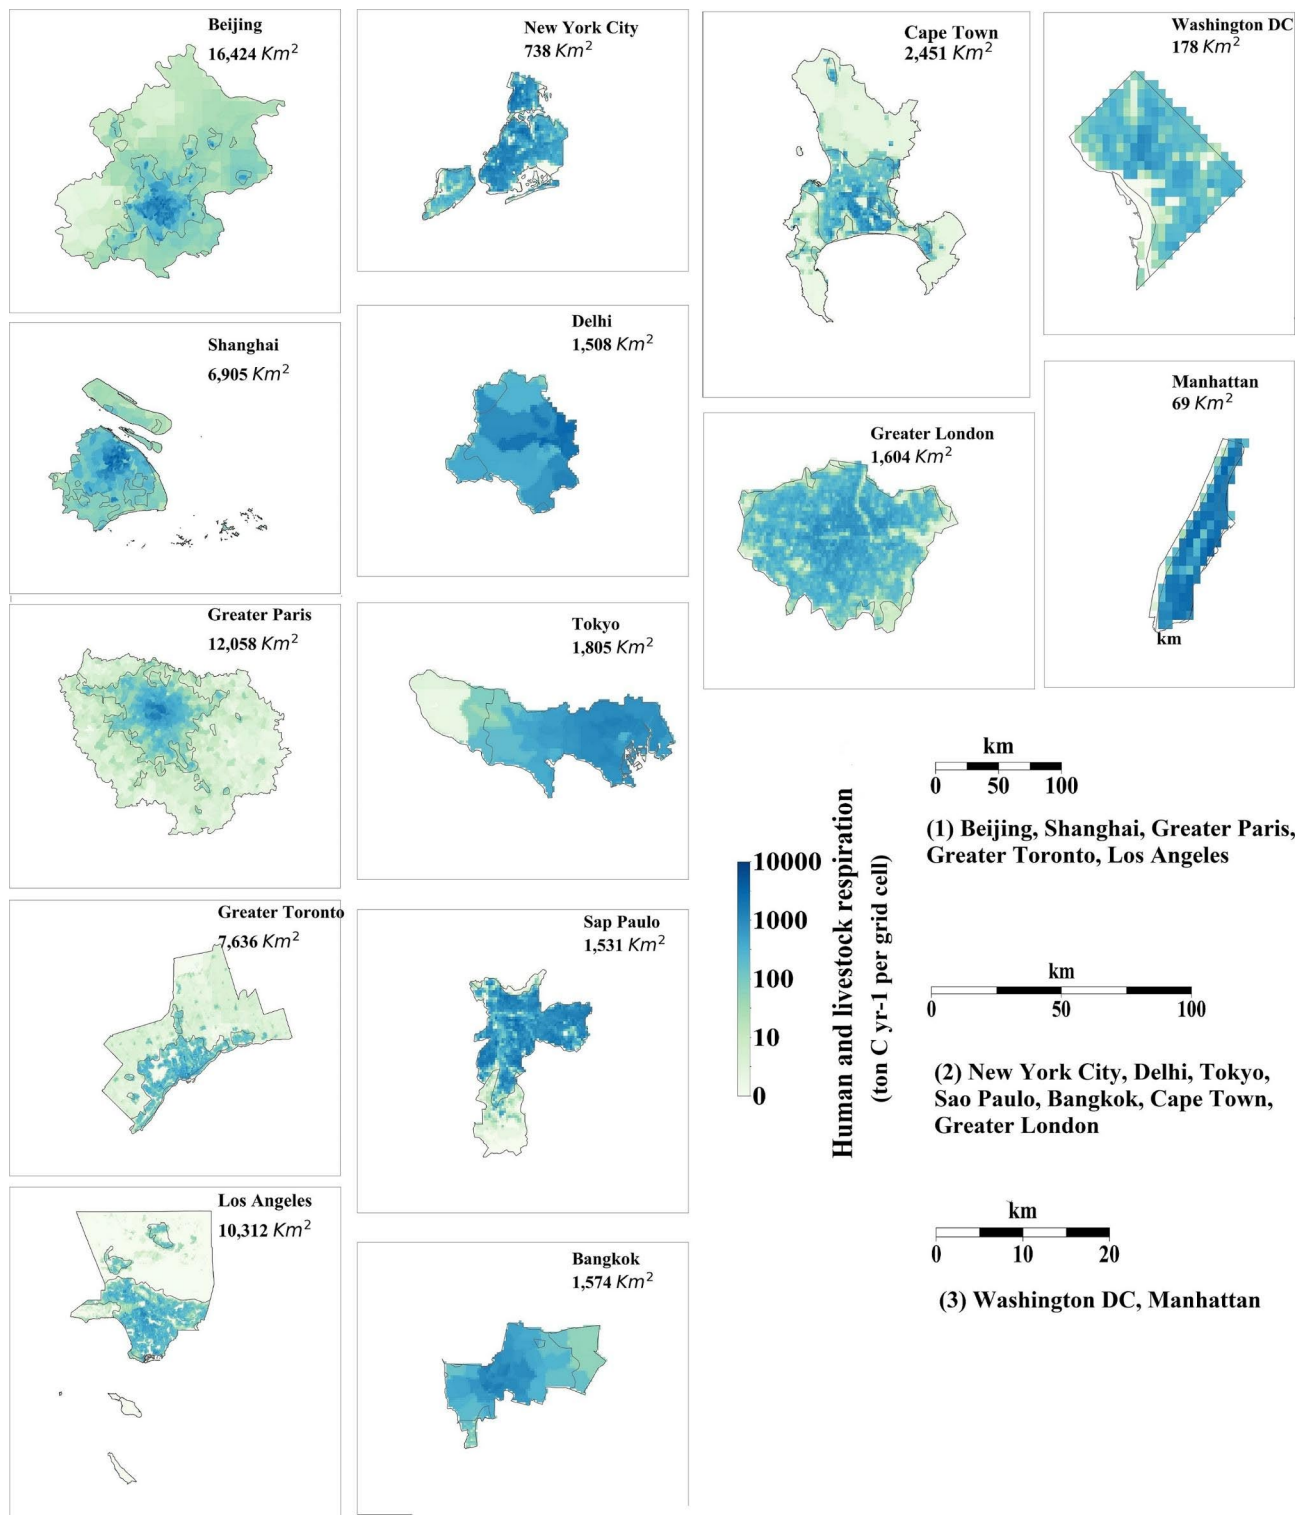 Beijing
16,424 Km²
New York City
738 Km²
Cape Town
2,451 Km²
Washington DC
178 Km²
Shanghai
6,905 Km²
Delhi
1,508 Km²
Manhattan
69 Km²
km
Greater London
1,604 Km²
Greater Paris
12,058 Km²
Tokyo
1,805 Km²
Greater Toronto
7,636 Km²
Sap Paulo
1,531 Km²
Los Angeles
10,312 Km²
Bangkok
1,574 Km²
10000
1000
100
10
0
Human and livestock respiration
(ton C yr-1 per grid cell)
km
0 50 100
(1) Beijing, Shanghai, Greater Paris,
Greater Toronto, Los Angeles
km
0 50 100
(2) New York City, Delhi, Tokyo,
Sao Paulo, Bangkok, Cape Town,
Greater London
km
0 10 20
(3) Washington DC, Manhattan